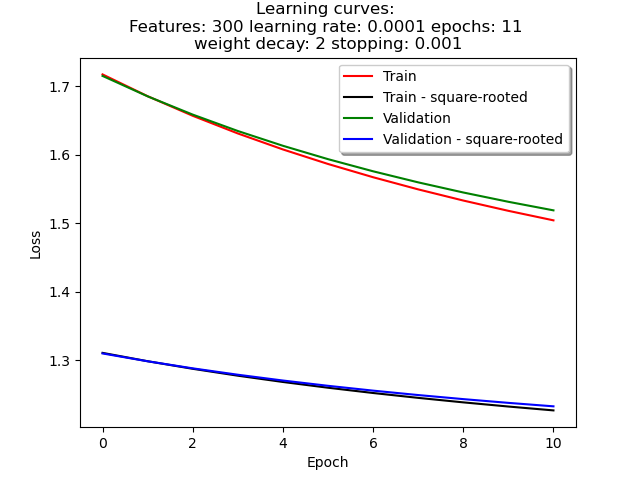 Learning curves:
Features: 300 learning rate: 0.0001 epochs: 11
weight decay: 2 stopping: 0.001
Train
Train - square-rooted
Validation
Validation - square-rooted
1.7
1.6
1.5
1.4
1.3
Loss
0 2 4 6 8 10
Epoch